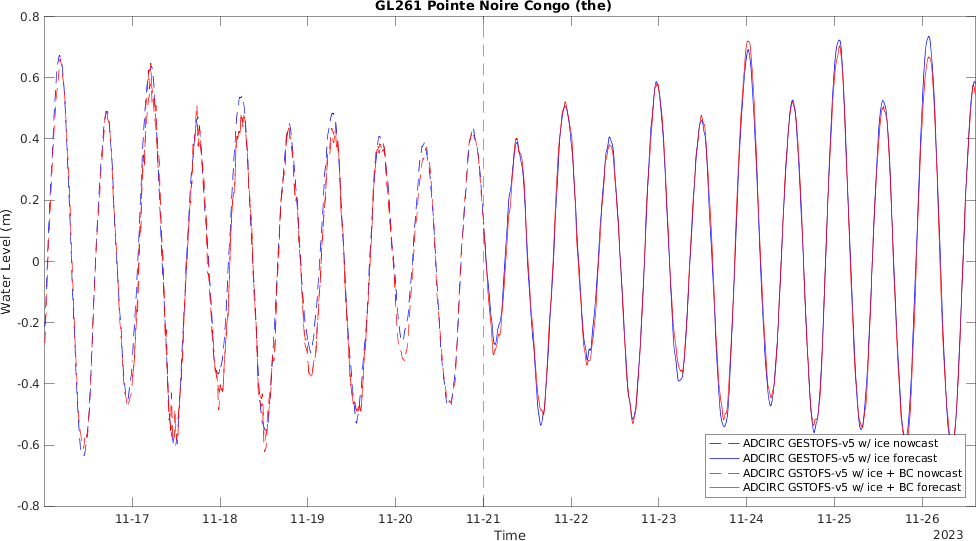 GL261 Pointe Noire Congo (the)
0.8
0.6
0.4
0.2
0
-0.2
-0.4
-0.6
-0.8
Water Level (m)
ADCIRC GESTOFS-v5 w/ ice nowcast
ADCIRC GESTOFS-v5 w/ ice forecast
ADCIRC GSTOFS-v5 w/ ice + BC nowcast
ADCIRC GSTOFS-v5 w/ ice + BC forecast
11-17 11-18 11-19 11-20 11-21 11-22 11-23 11-24 11-25 11-26
Time
2023